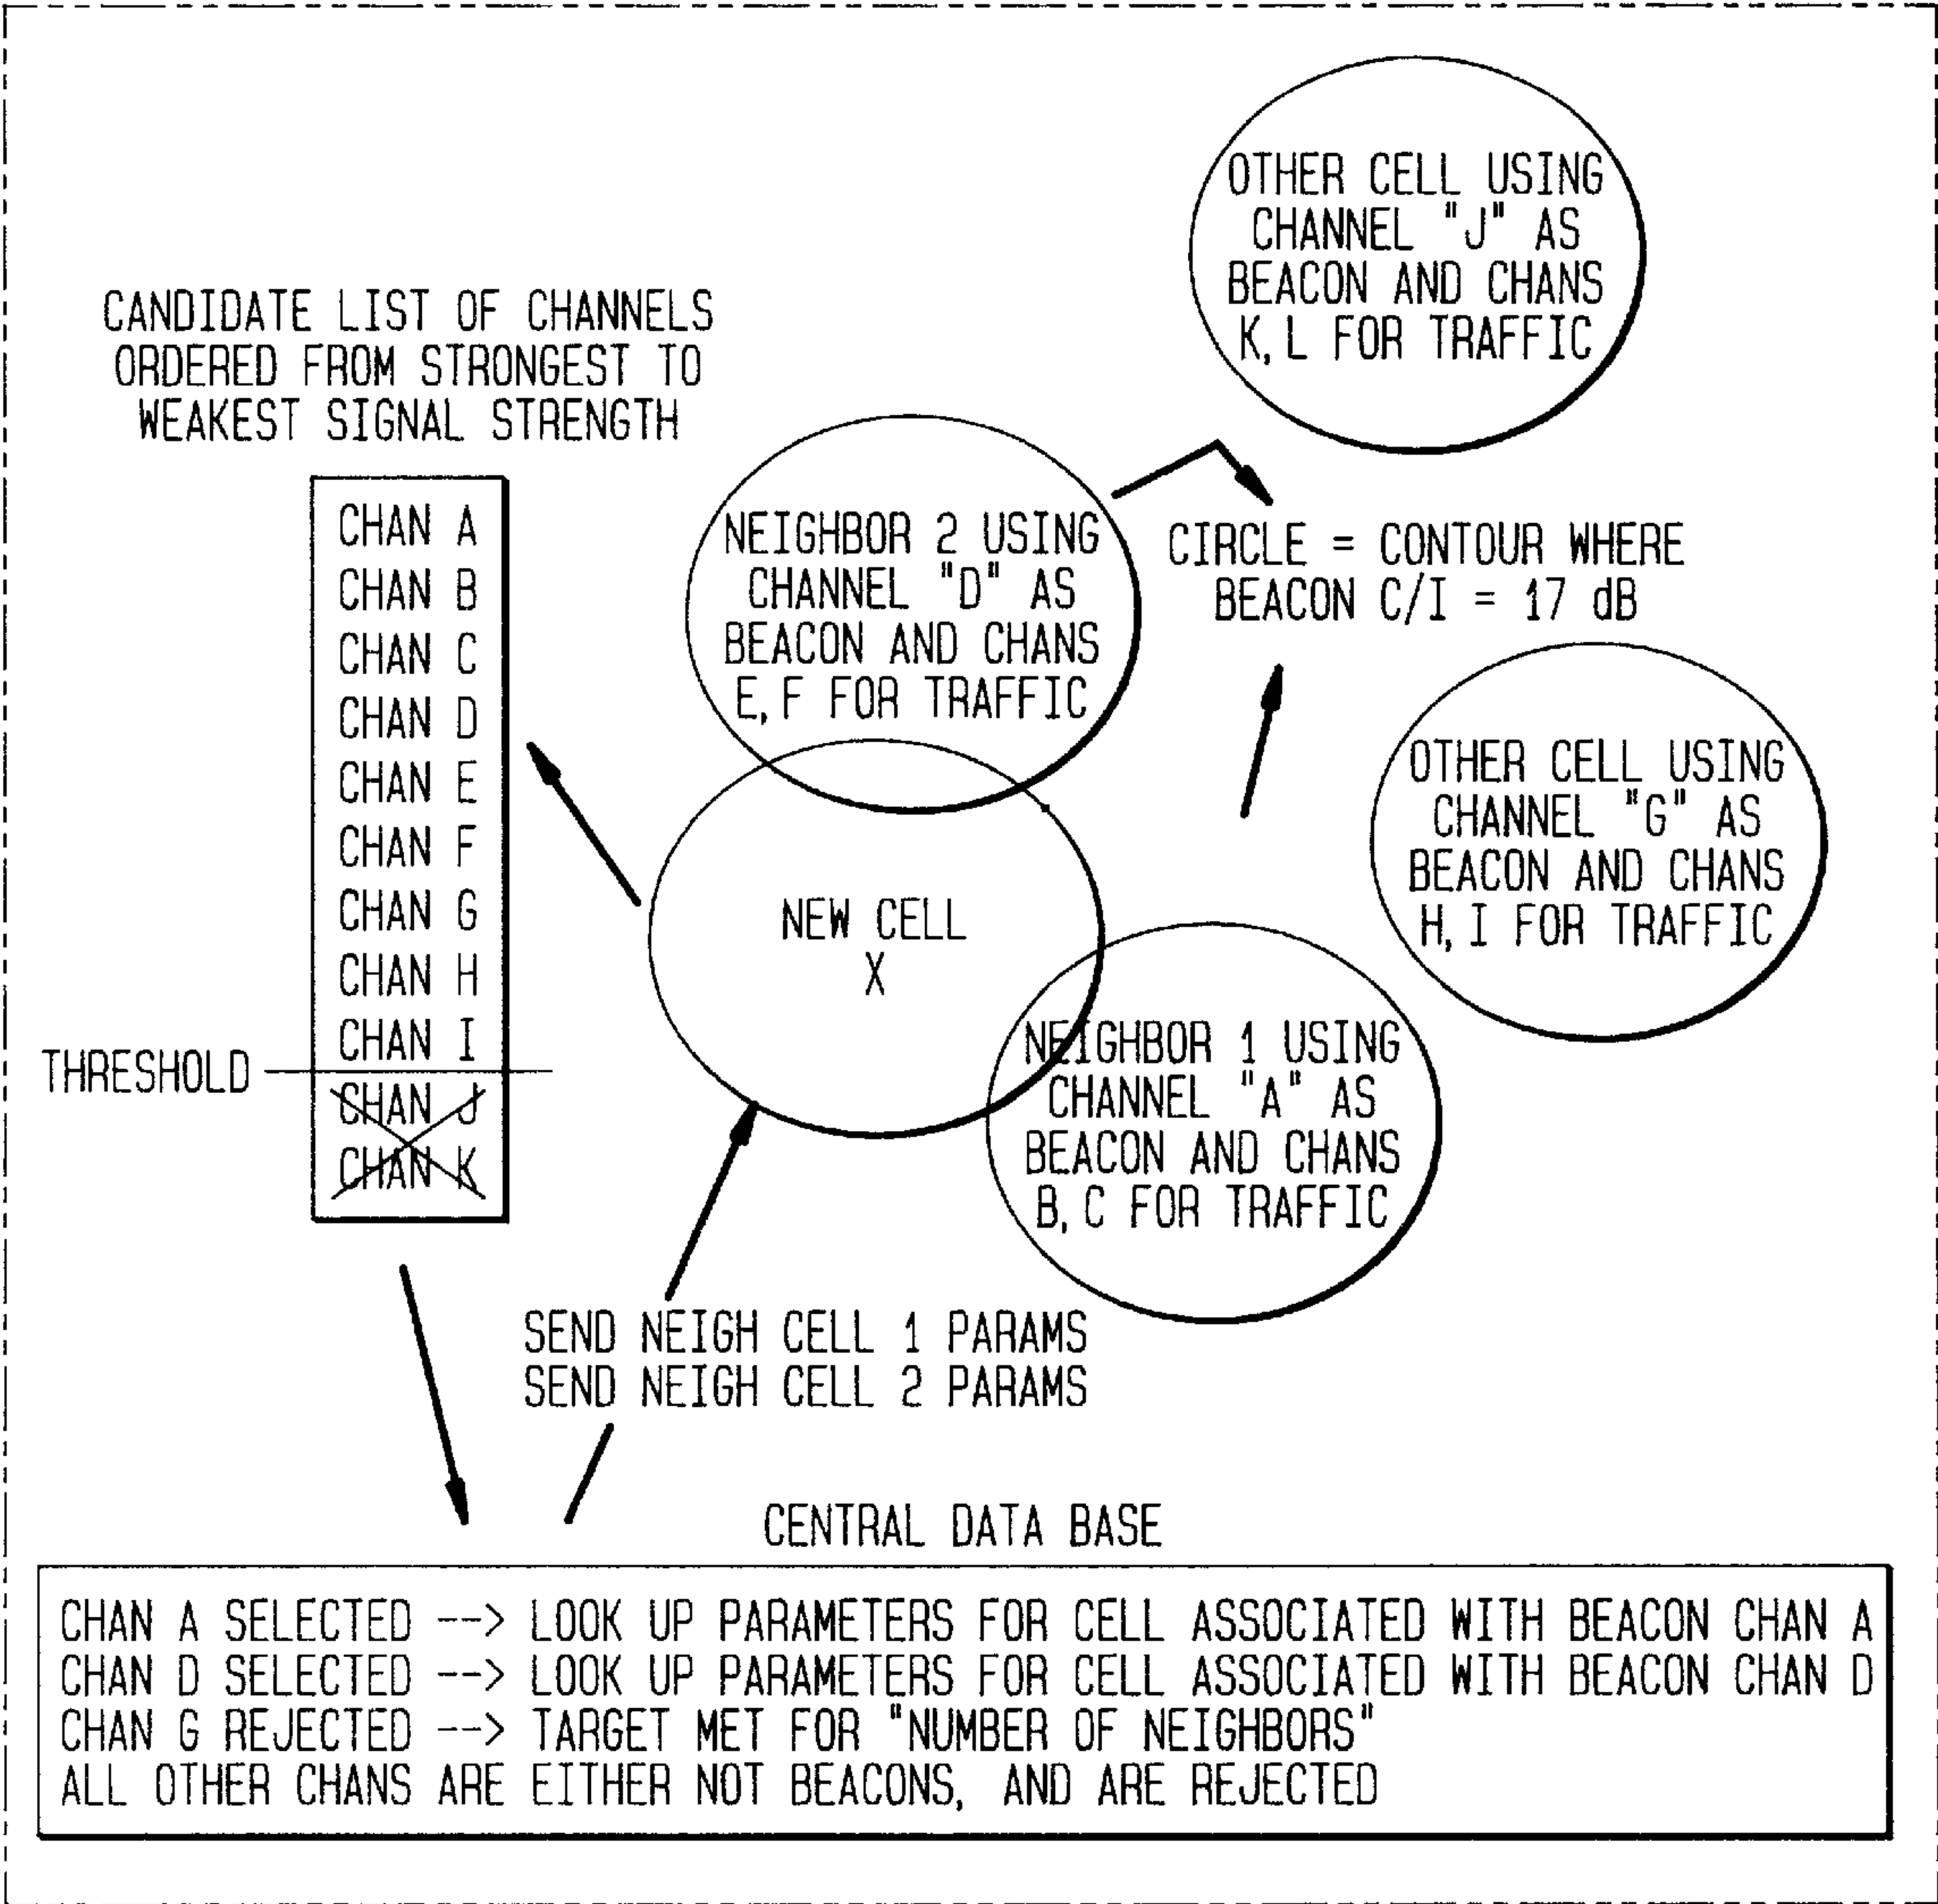 OTHER CELL USING
CHANNEL "J" AS
BEACON AND CHANS
K, L FOR TRAFFIC
CANDIDATE LIST OF CHANNELS
ORDERED FROM STRONGEST TO
WEAKEST SIGNAL STRENGTH
CHAN A
CHAN B
CHAN C
CHAN D
CHAN E
CHAN F
CHAN G
CHAN H
CHAN I
THRESHOLD
CHAN J
CHAN K
NEIGHBOR 2 USING
CHANNEL "D" AS
BEACON AND CHANS
E, F FOR TRAFFIC
CIRCLE = CONTOUR WHERE
BEACON C/I = 17 dB
OTHER CELL USING
CHANNEL "G" AS
BEACON AND CHANS
H, I FOR TRAFFIC
NEW CELL
X
NEIGHBOR 1 USING
CHANNEL "A" AS
BEACON AND CHANS
B, C FOR TRAFFIC
SEND NEIGH CELL 1 PARAMS
SEND NEIGH CELL 2 PARAMS
CENTRAL DATA BASE
CHAN A SELECTED --> LOOK UP PARAMETERS FOR CELL ASSOCIATED WITH BEACON CHAN A
CHAN D SELECTED --> LOOK UP PARAMETERS FOR CELL ASSOCIATED WITH BEACON CHAN D
CHAN G REJECTED --> TARGET MET FOR "NUMBER OF NEIGHBORS"
ALL OTHER CHANS ARE EITHER NOT BEACONS, AND ARE REJECTED